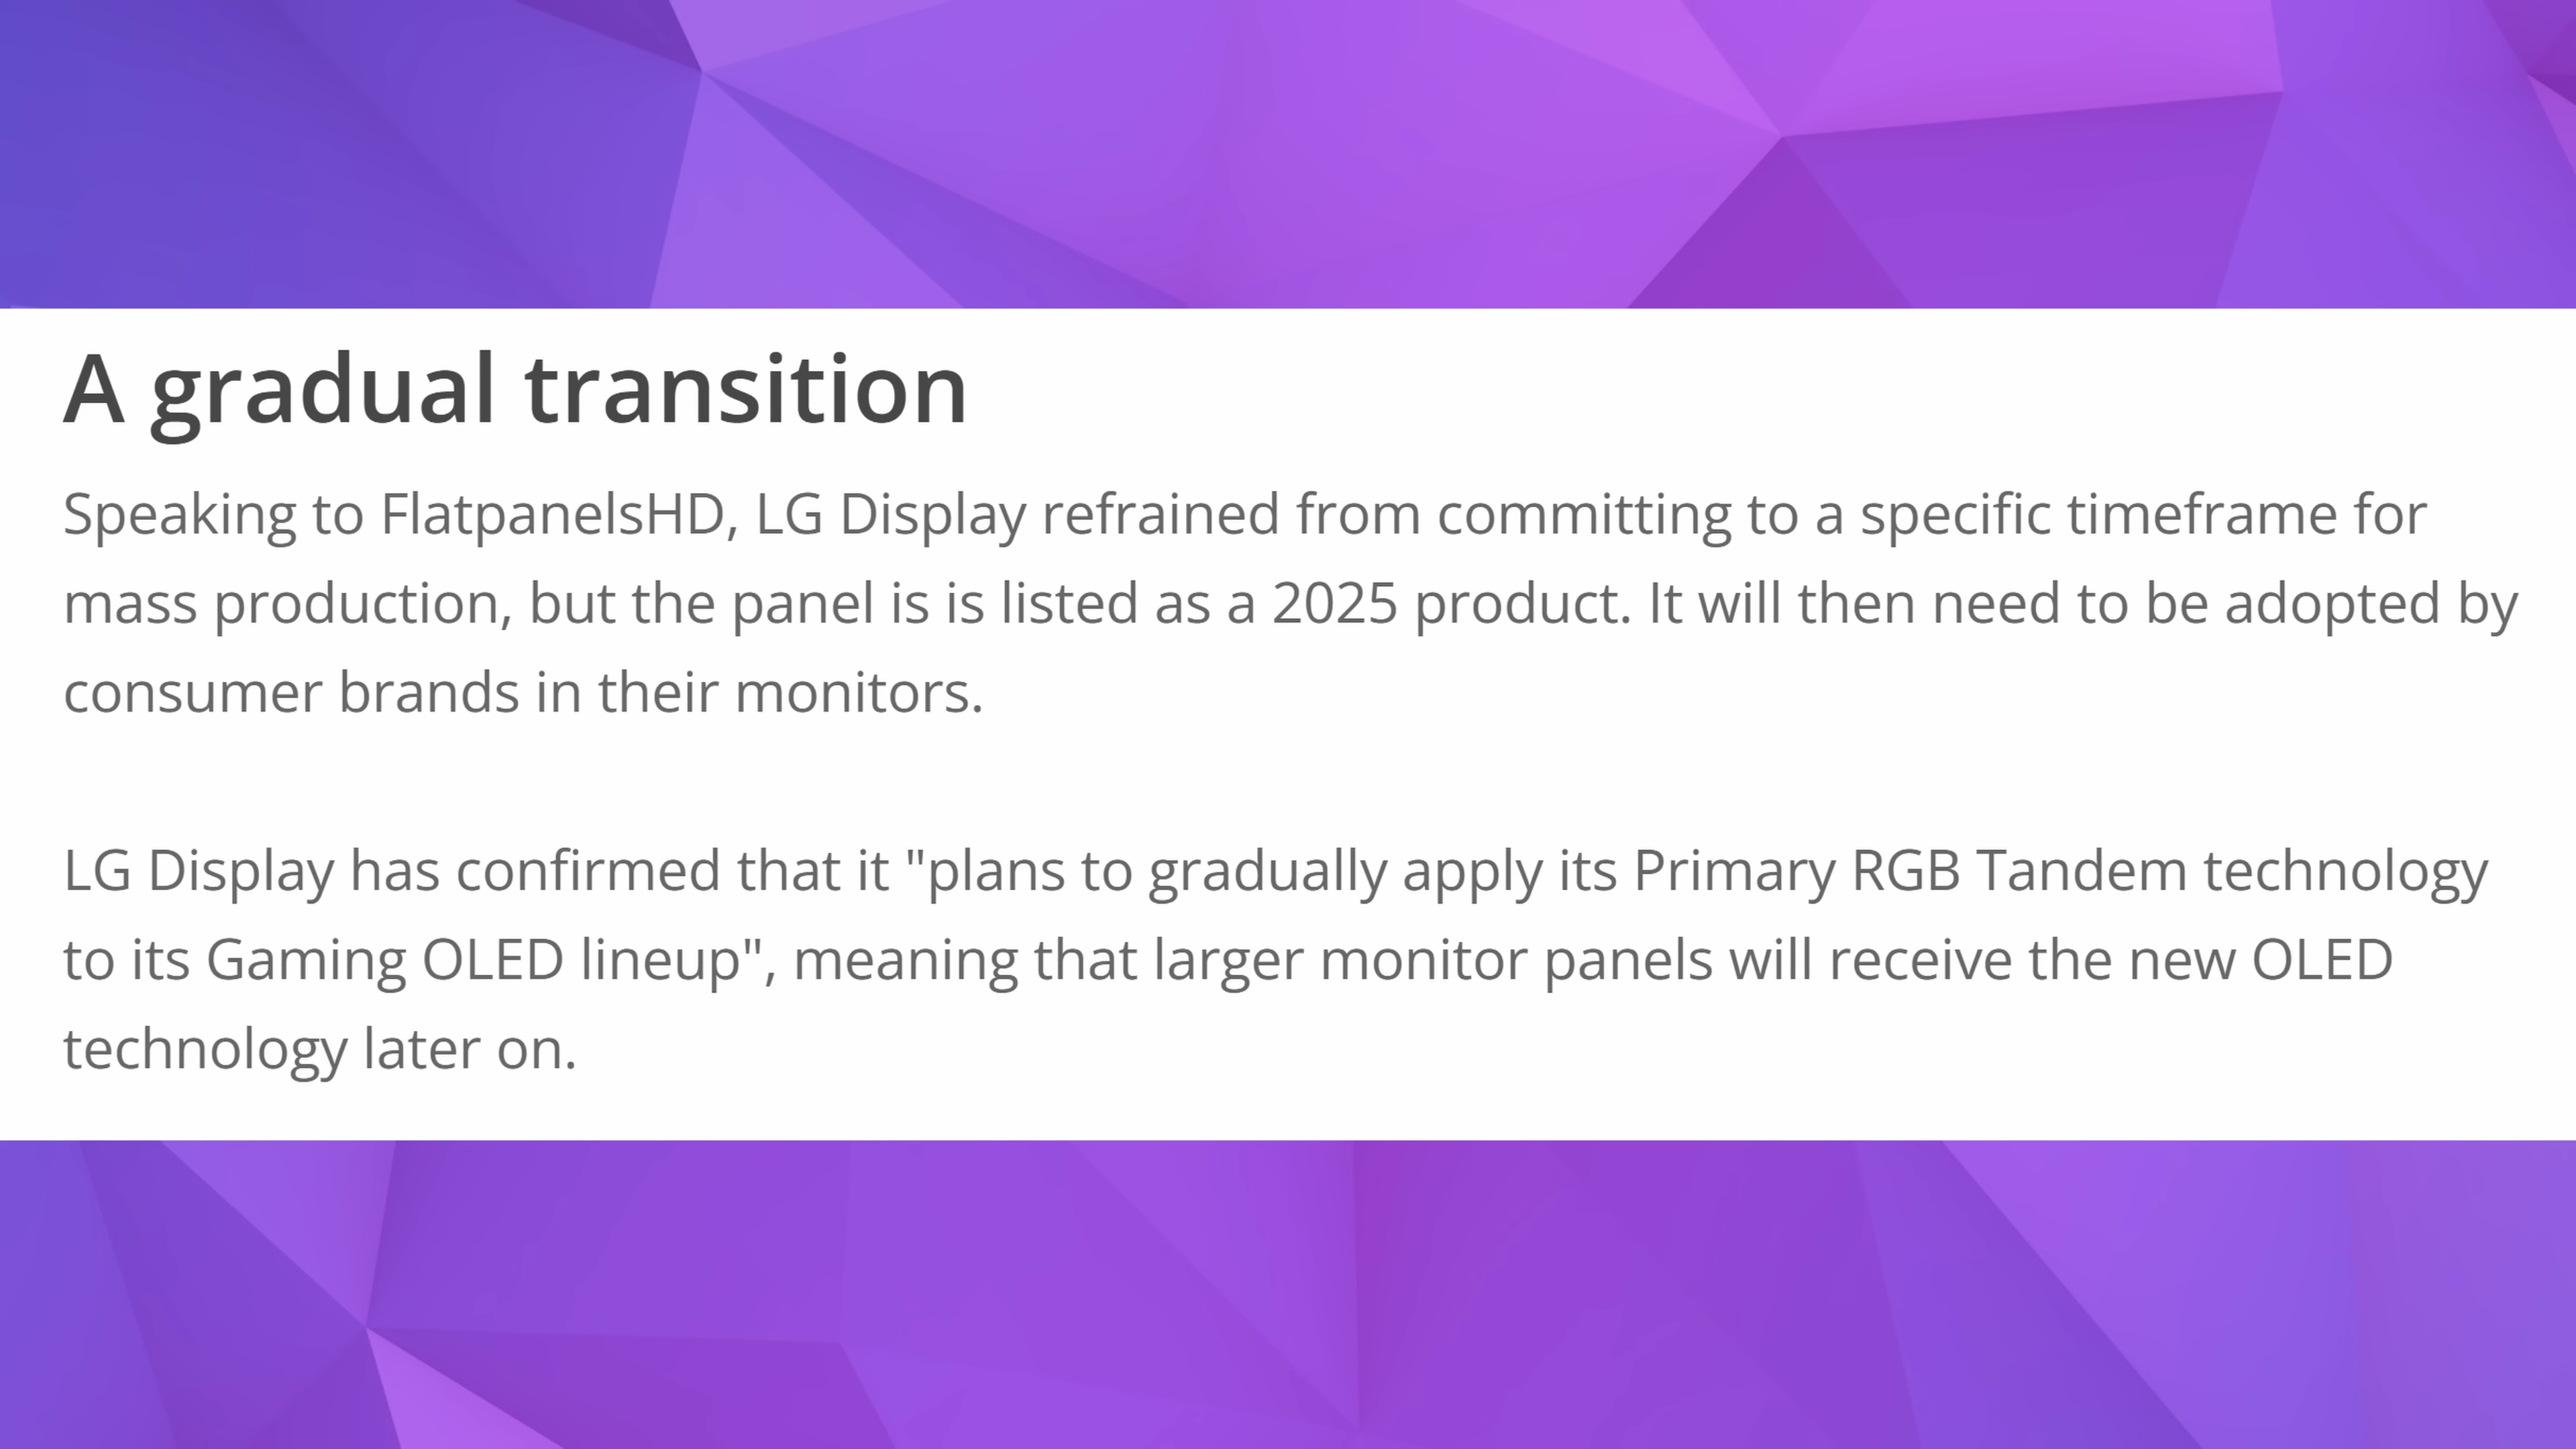 A gradual transition
Speaking to FlatpanelsHD, LG Display refrained from committing to a specific timeframe for
mass production, but the panel is is listed as a 2025 product. It will then need to be adopted by
consumer brands in their monitors.
LG Display has confirmed that it "plans to gradually apply its Primary RGB Tandem technology
to its Gaming OLED lineup", meaning that larger monitor panels will receive the new OLED
technology later on.